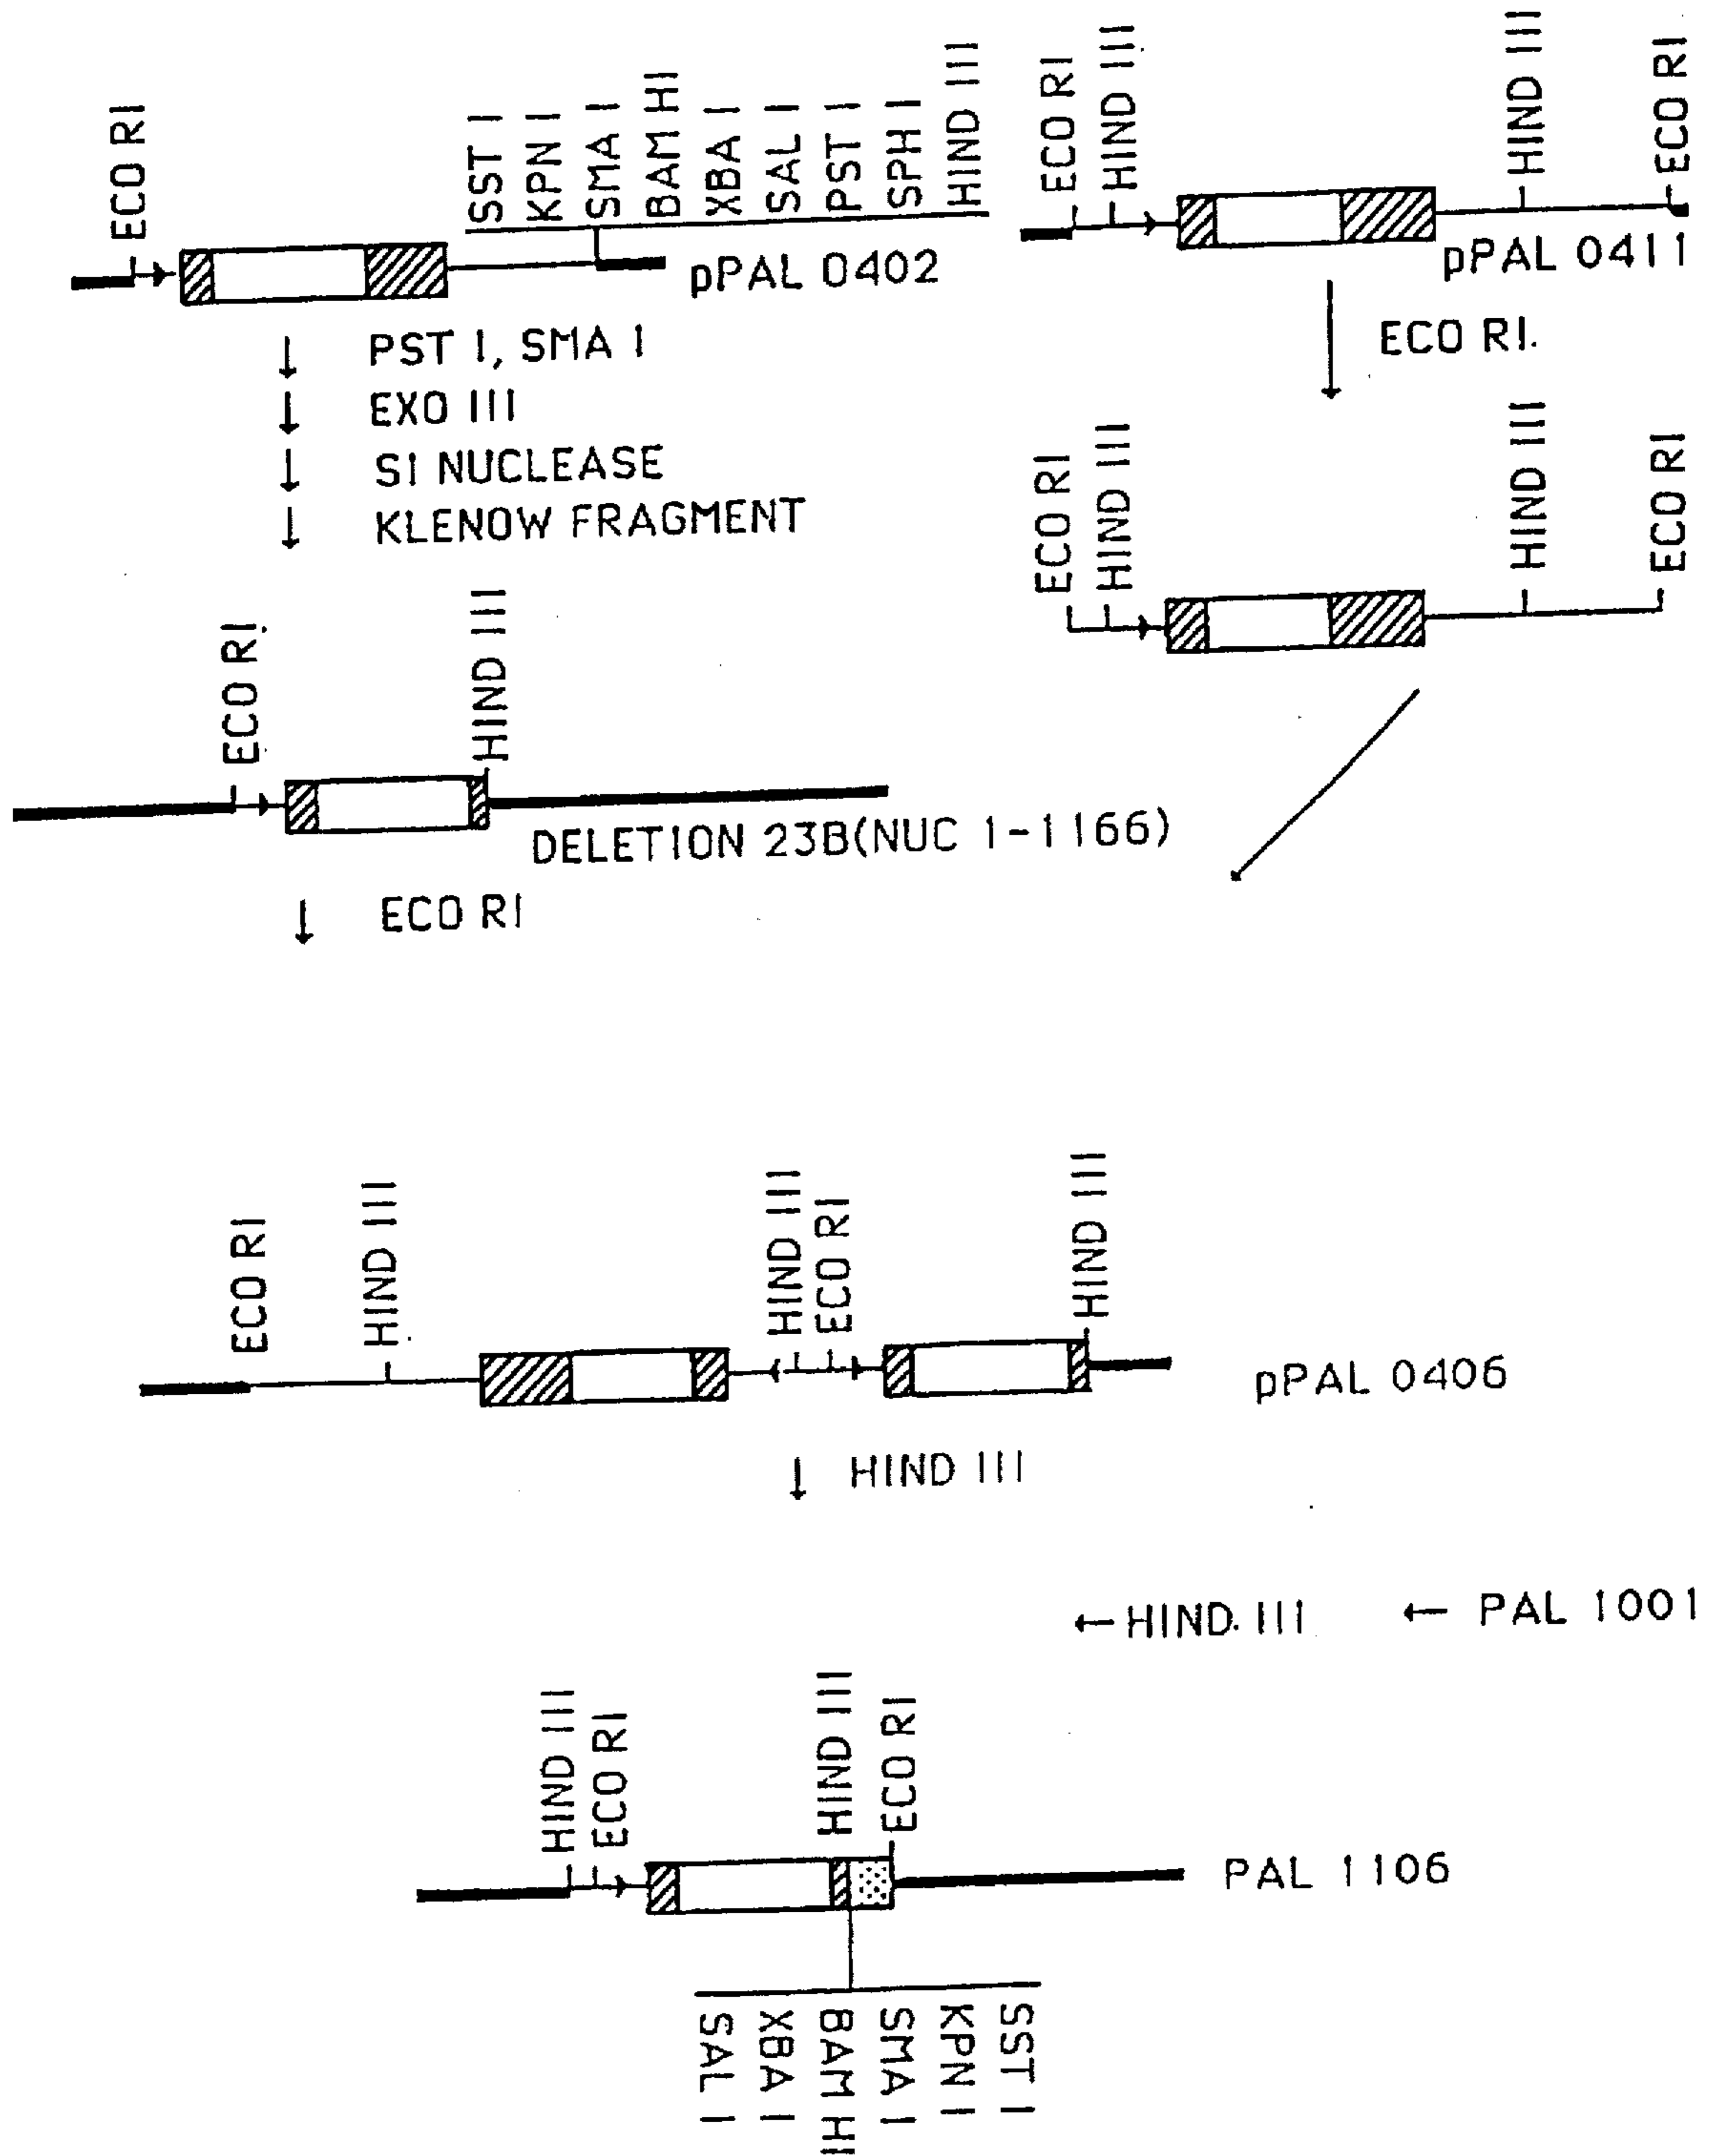 ECO RI
SST I
KPN I
SMA I
BAM HI
XBA I
SAL I
PST I
SPH I
HIND III
pPAL 0402
ECO RI
HIND III
HIND III
ECO RI
pPAL 0411
PST I, SMA I
EXO III
S1 NUCLEASE
KLENOW FRAGMENT
ECO RI.
ECO RI
HIND III
HIND III
ECO RI
ECO RI
HIND III
DELETION 23B(NUC 1-1166)
ECO RI
ECO RI
HIND III
HIND III
ECO RI
HIND III
pPAL 0406
HIND III
←HIND. III ← PAL 1001
HIND III
ECO RI
HIND III
ECO RI
PAL 1106
SAL I
XBA I
BAM HI
SMA I
KPN I
SST I